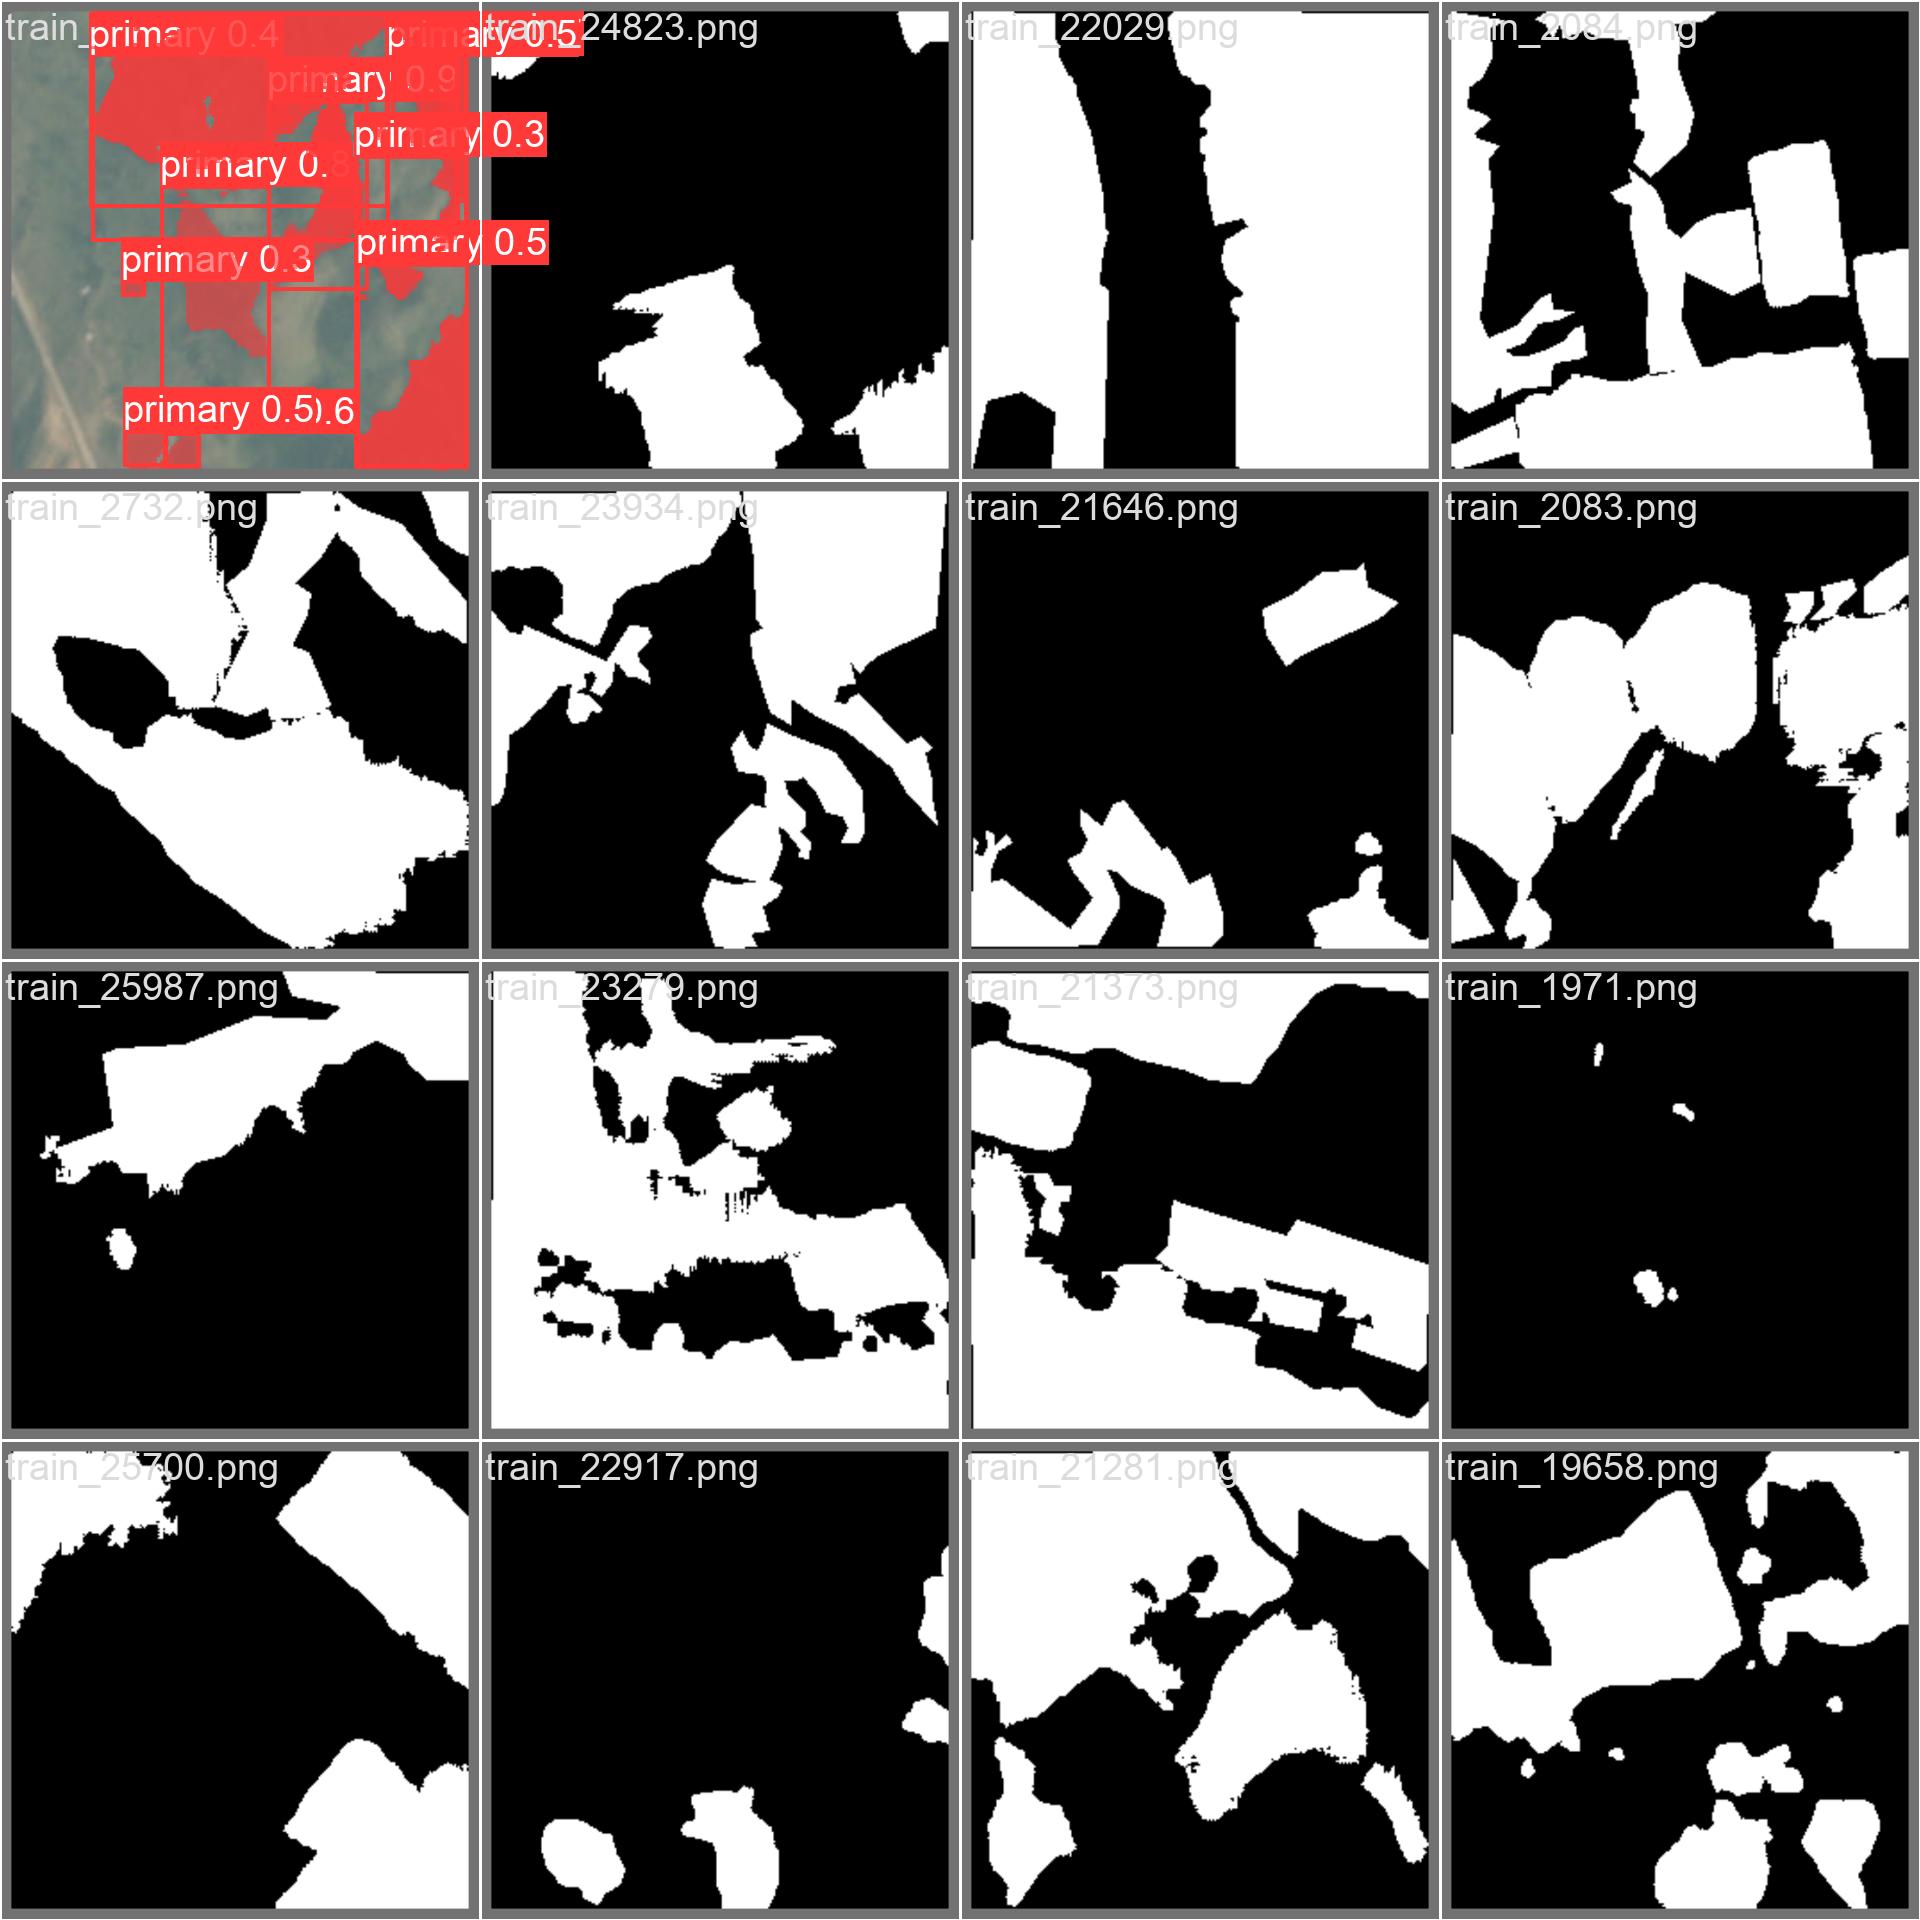 train_
primary 0.4
primary 0.5
primary 0.9
primary 0.3
primary 0.8
primary 0.5
primary 0.3
primary 0.5
0.6
train_24823.png
train_22029.png
train_2084.png
train_2732.png
train_23934.png
train_21646.png
train_2083.png
train_25987.png
train_23279.png
train_21373.png
train_1971.png
train_25700.png
train_22917.png
train_21281.png
train_19658.png